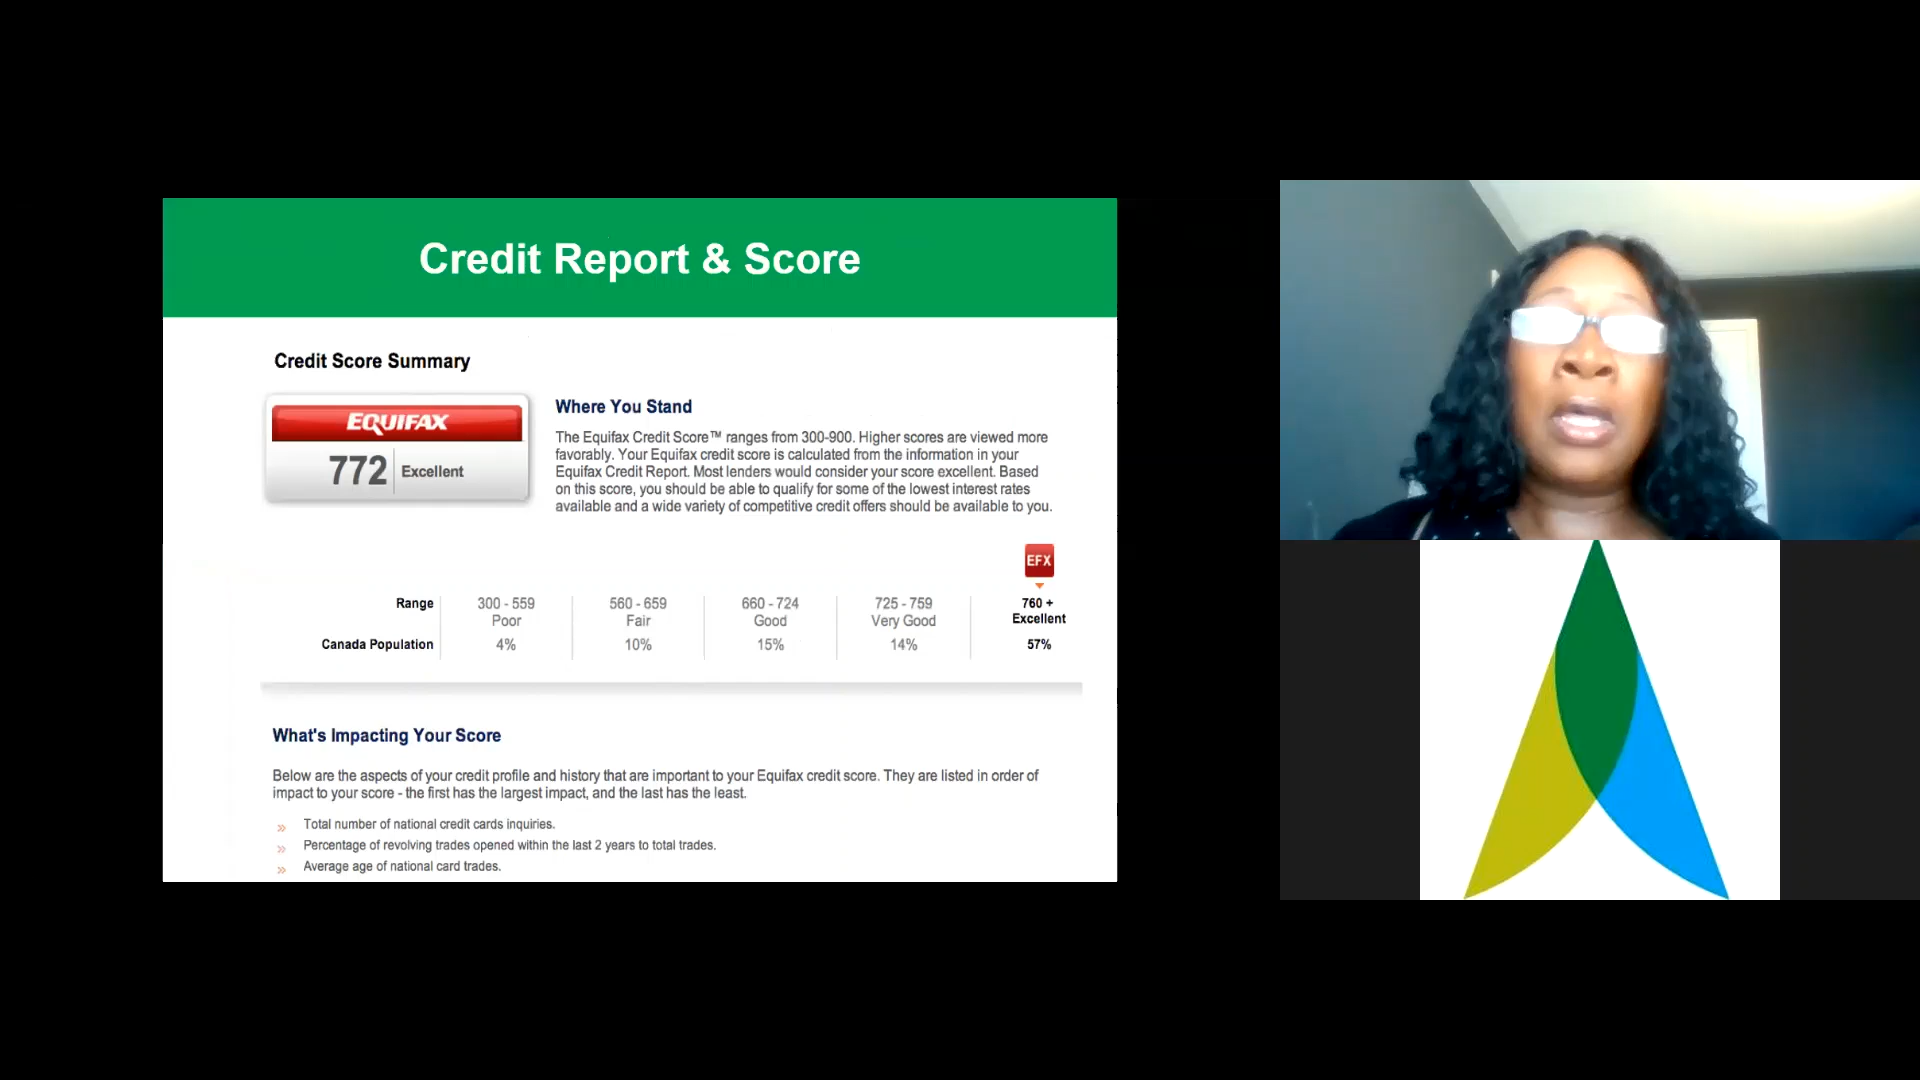 Credit Report & Score
Credit Score Summary
EQUIFAX
772 Excellent
Where You Stand
The Equifax Credit Score™ ranges from 300-900. Higher scores are viewed more
favorably. Your Equifax credit score is calculated from the information in your
Equifax Credit Report. Most lenders would consider your score excellent. Based
on this score, you should be able to qualify for some of the lowest interest rates
available and a wide variety of competitive credit offers should be available to you.
EFX
Range 300 - 559 560 - 659 660 - 724 725 - 759 760 +
Poor Fair Good Very Good Excellent
Canada Population 4% 10% 15% 14% 57%
What's Impacting Your Score
Below are the aspects of your credit profile and history that are important to your Equifax credit score. They are listed in order of
impact to your score - the first has the largest impact, and the last has the least.
» Total number of national credit cards inquiries.
» Percentage of revolving trades opened within the last 2 years to total trades.
» Average age of national card trades.